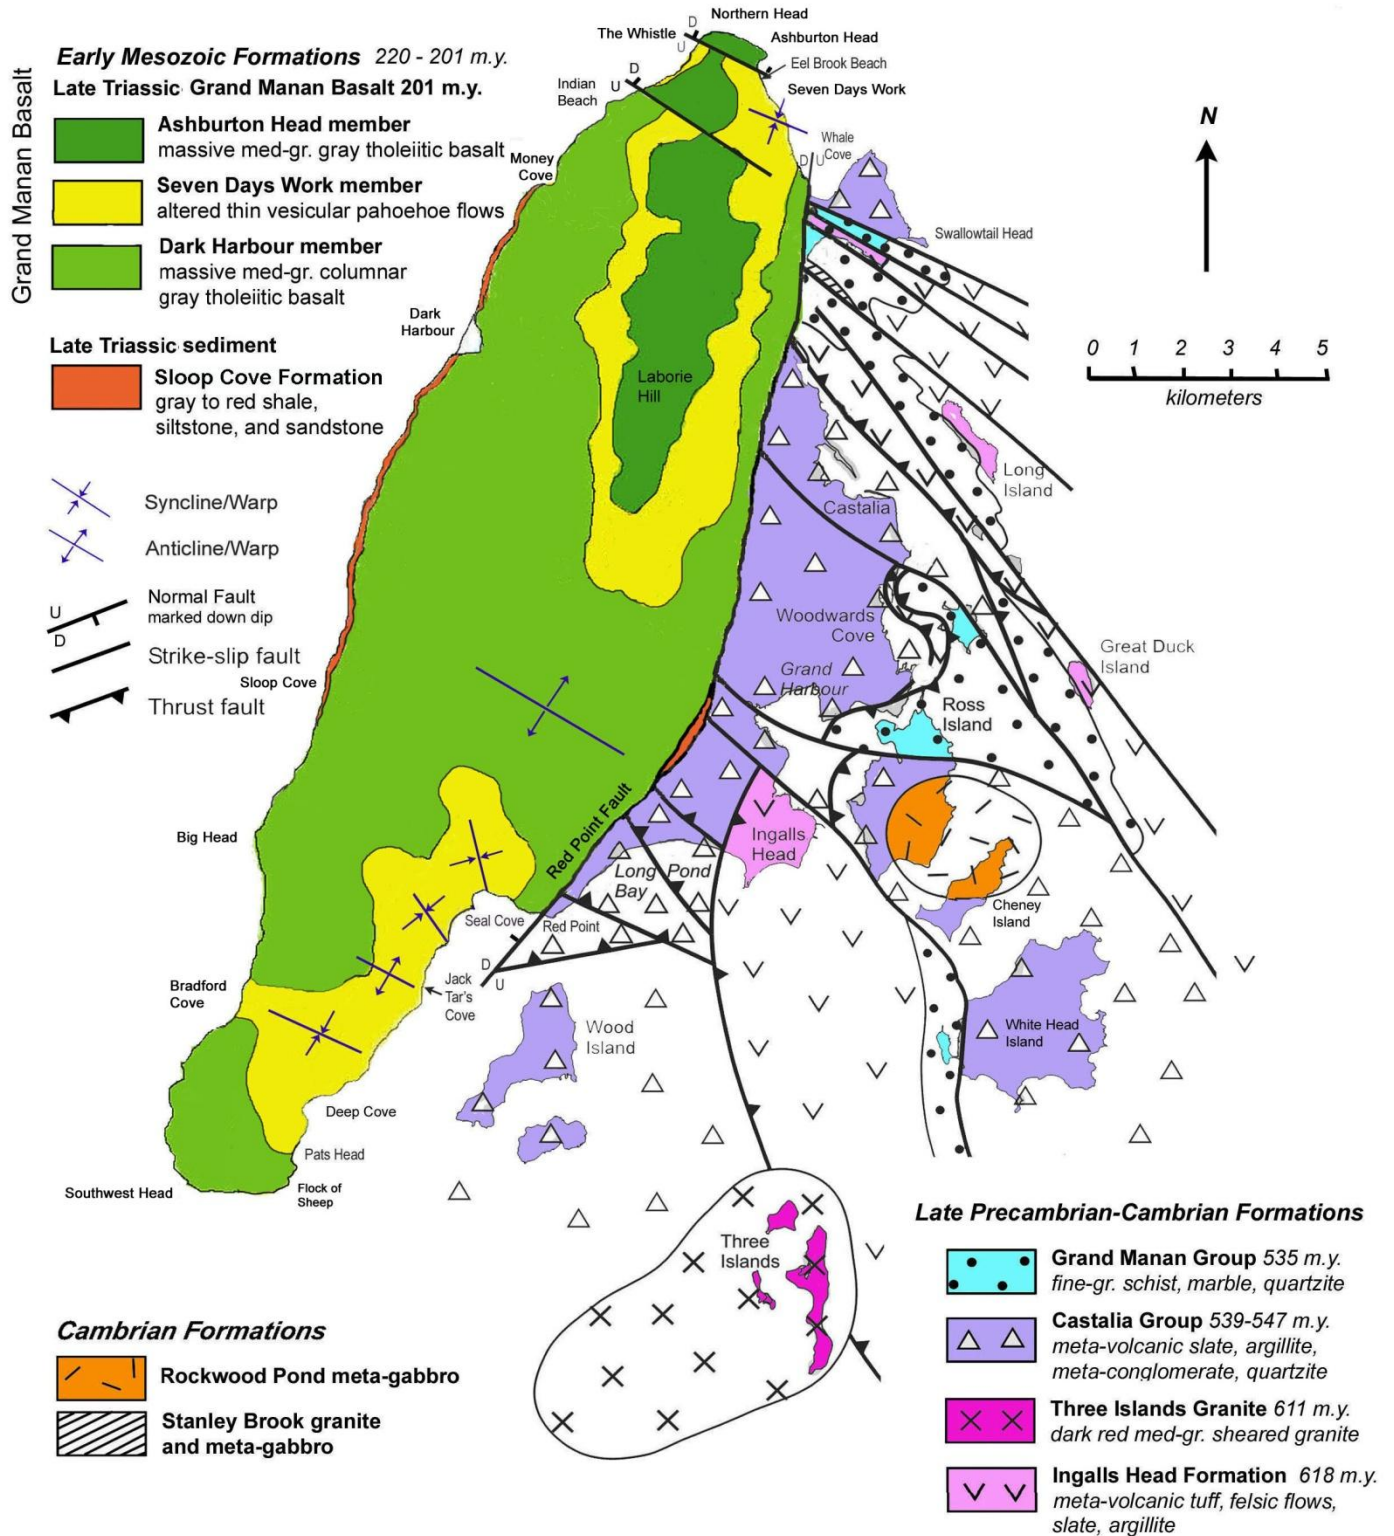 Early Mesozoic Formations 220 - 201 m.y.
Late Triassic Grand Manan Basalt 201 m.y.
Grand Manan Basalt
Ashburton Head member
massive med-gr. gray tholeiitic basalt
Seven Days Work member
altered thin vesicular pahoehoe flows
Dark Harbour member
massive med-gr. columnar
gray tholeiitic basalt
Late Triassic sediment
Sloop Cove Formation
gray to red shale,
siltstone, and sandstone
Syncline/Warp
Anticline/Warp
U
D
Normal Fault
marked down dip
Strike-slip fault
Thrust fault
Northern Head
D
The Whistle
U
Ashburton Head
Eel Brook Beach
D
U
Indian
Beach
Seven Days Work
Whale
Cove
D U
Money
Cove
Swallowtail Head
N
0 1 2 3 4 5
kilometers
Dark
Harbour
Laborie
Hill
Long
Island
Castalia
Woodwards
Cove
Grand
Harbour
Great Duck
Island
Ross
Island
Sloop Cove
Big Head
Red Point Fault
Ingalls
Head
Long Pond
Bay
Cheney
Island
Seal Cove
Red Point
D
U
Jack
Tar's
Cove
Bradford
Cove
Wood
Island
White Head
Island
Deep Cove
Pats Head
Southwest Head
Flock of
Sheep
Three
Islands
Cambrian Formations
Rockwood Pond meta-gabbro
Stanley Brook granite
and meta-gabbro
Late Precambrian-Cambrian Formations
Grand Manan Group 535 m.y.
fine-gr. schist, marble, quartzite
Castalia Group 539-547 m.y.
meta-volcanic slate, argillite,
meta-conglomerate, quartzite
Three Islands Granite 611 m.y.
dark red med-gr. sheared granite
Ingalls Head Formation 618 m.y.
meta-volcanic tuff, felsic flows,
slate, argillite